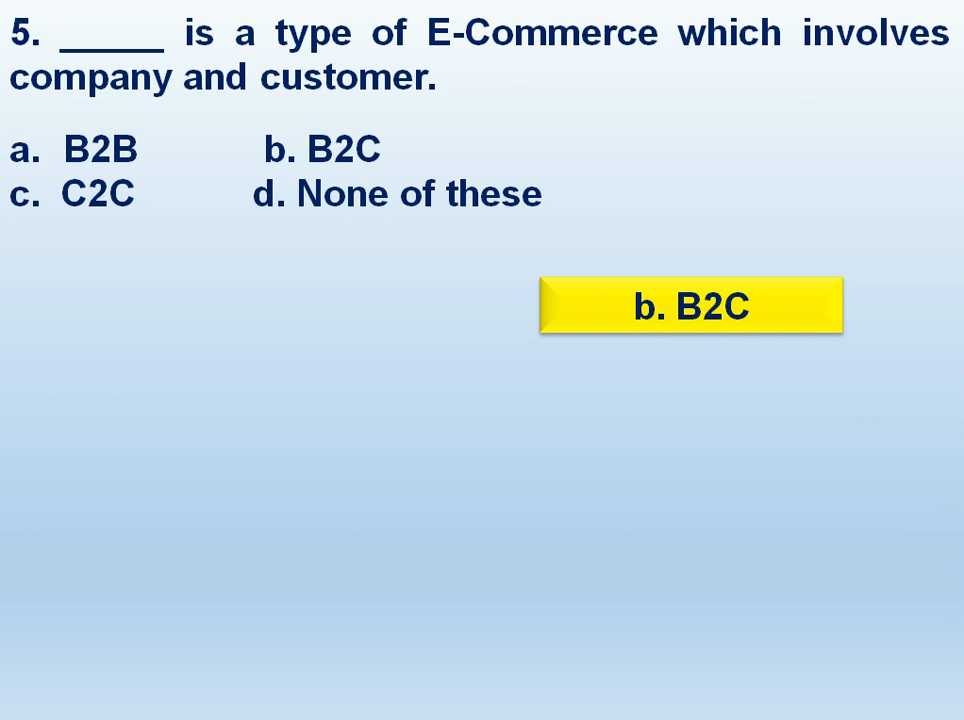 5. _____ is a type of E-Commerce which involves
company and customer.
a. B2B b. B2C
c. C2C d. None of these
b. B2C